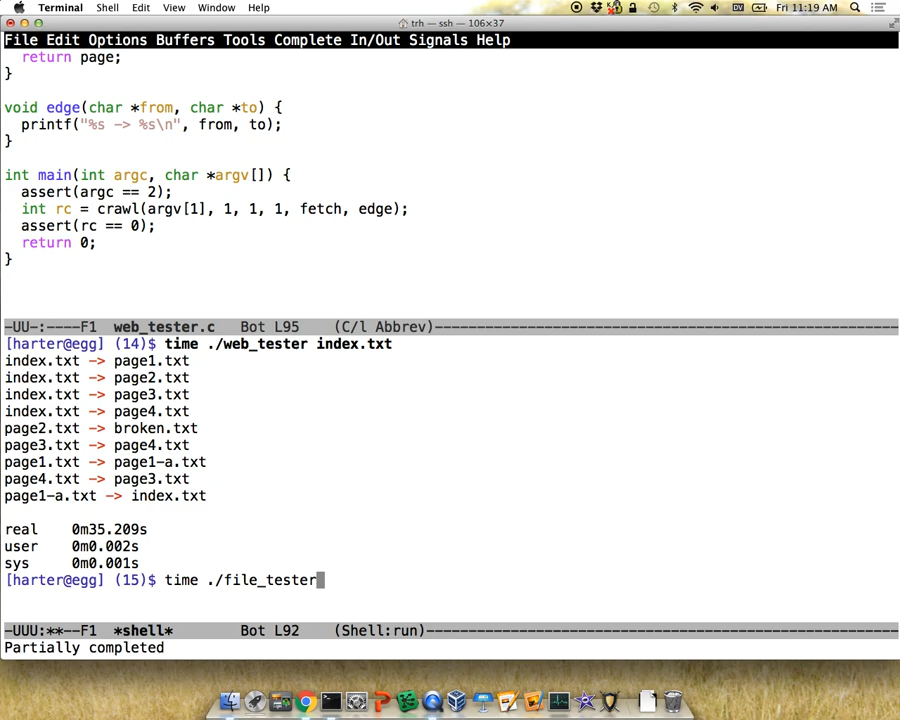 Terminal Shell Edit View Window Help Fri 11:19 AM
trh — ssh — 106×37
File Edit Options Buffers Tools Complete In/Out Signals Help
return page;
}
void edge(char *from, char *to) {
printf("%s -> %s\n", from, to);
}
int main(int argc, char *argv[]) {
assert(argc == 2);
int rc = crawl(argv[1], 1, 1, 1, fetch, edge);
assert(rc == 0);
return 0;
}
-UU-:----F1 web_tester.c Bot L95 (C/l Abbrev)--------------------------------------------------
[harter@egg] (14)$ time ./web_tester index.txt
index.txt -> page1.txt
index.txt -> page2.txt
index.txt -> page3.txt
index.txt -> page4.txt
page2.txt -> broken.txt
page3.txt -> page4.txt
page1.txt -> page1-a.txt
page4.txt -> page3.txt
page1-a.txt -> index.txt
real 0m35.209s
user 0m0.002s
sys 0m0.001s
[harter@egg] (15)$ time ./file_tester
-UUU:**--F1 *shell* Bot L92 (Shell:run)--------------------------------------------------
Partially completed